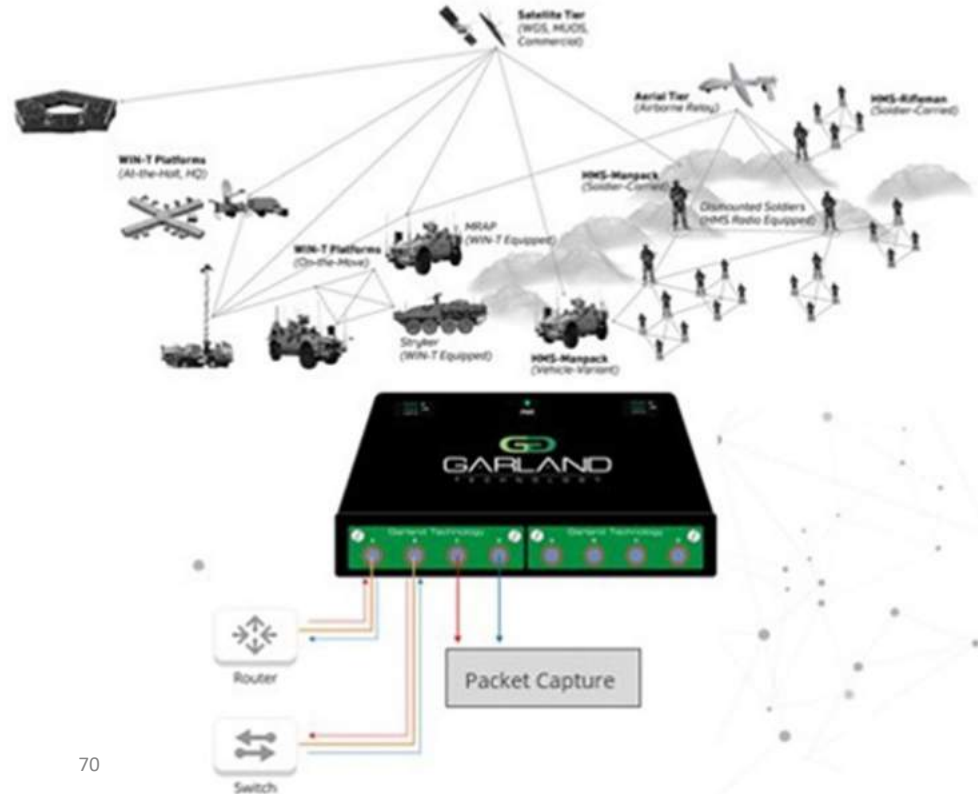 Satellite Tier
(WGS, MUOS,
Commercial)
Aerial Tier
(Airborne Relay)
HMS-Rifleman
(Soldier-Carried)
WIN-T Platforms
(At-the-Halt, HQ)
HMS-Manpack
(Soldier-Carried)
Dismounted Soldiers
(HMS Radio Equipped)
MRAP
(WIN-T Equipped)
WIN-T Platforms
(On-the-Move)
Stryker
(WIN-T Equipped)
HMS-Manpack
(Vehicle-Variant)
GARLAND
TECHNOLOGY
Garland Technology
Garland Technology
Router
Packet Capture
Switch
70